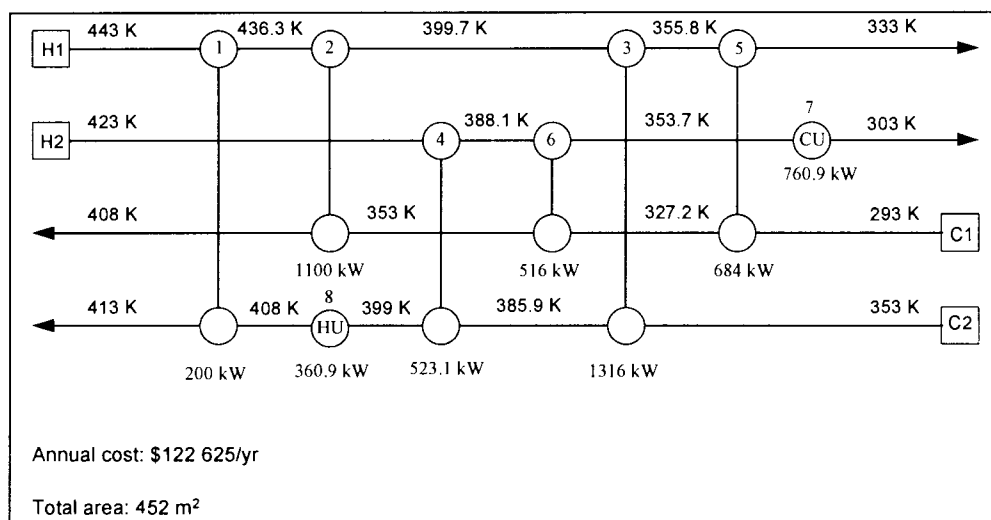 443 K 436.3 K 399.7 K 355.8 K 333 K
H1 1 2 3 5
423 K 388.1 K 353.7 K 7 303 K
H2 4 6 CU
760.9 kW
408 K 353 K 327.2 K 293 K
C1
1100 kW 516 kW 684 kW
413 K 408 K 8 399 K 385.9 K 353 K
HU C2
200 kW 360.9 kW 523.1 kW 1316 kW
Annual cost: $122 625/yr
Total area: 452 m²